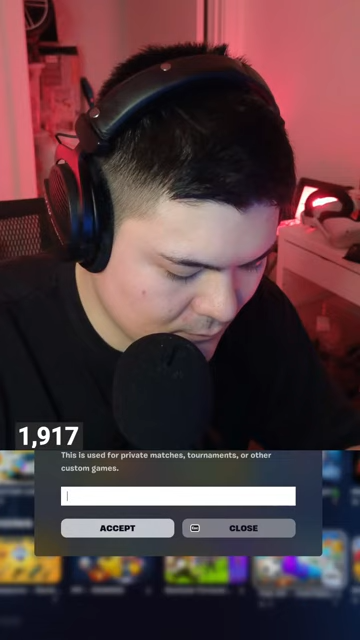 1,917
This is used for private matches, tournaments, or other
custom games.
ACCEPT
CLOSE